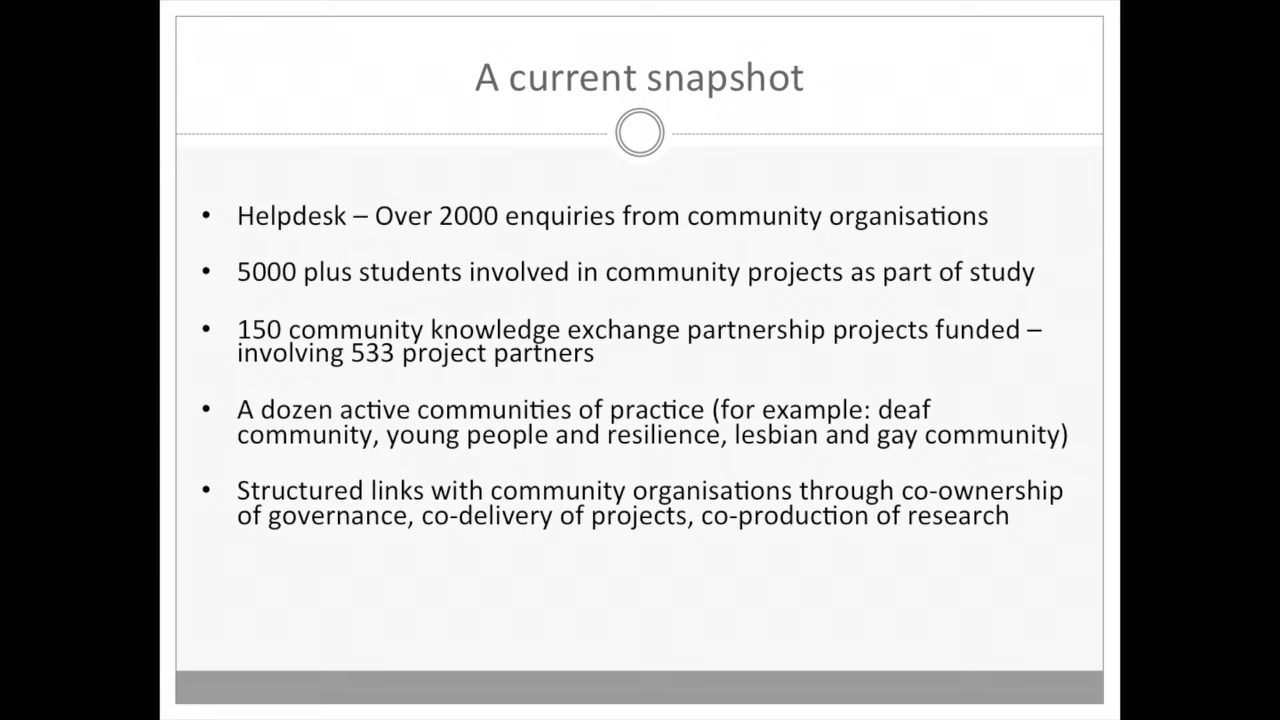 A current snapshot
• Helpdesk – Over 2000 enquiries from community organisations
• 5000 plus students involved in community projects as part of study
• 150 community knowledge exchange partnership projects funded –
involving 533 project partners
• A dozen active communities of practice (for example: deaf
community, young people and resilience, lesbian and gay community)
• Structured links with community organisations through co-ownership
of governance, co-delivery of projects, co-production of research